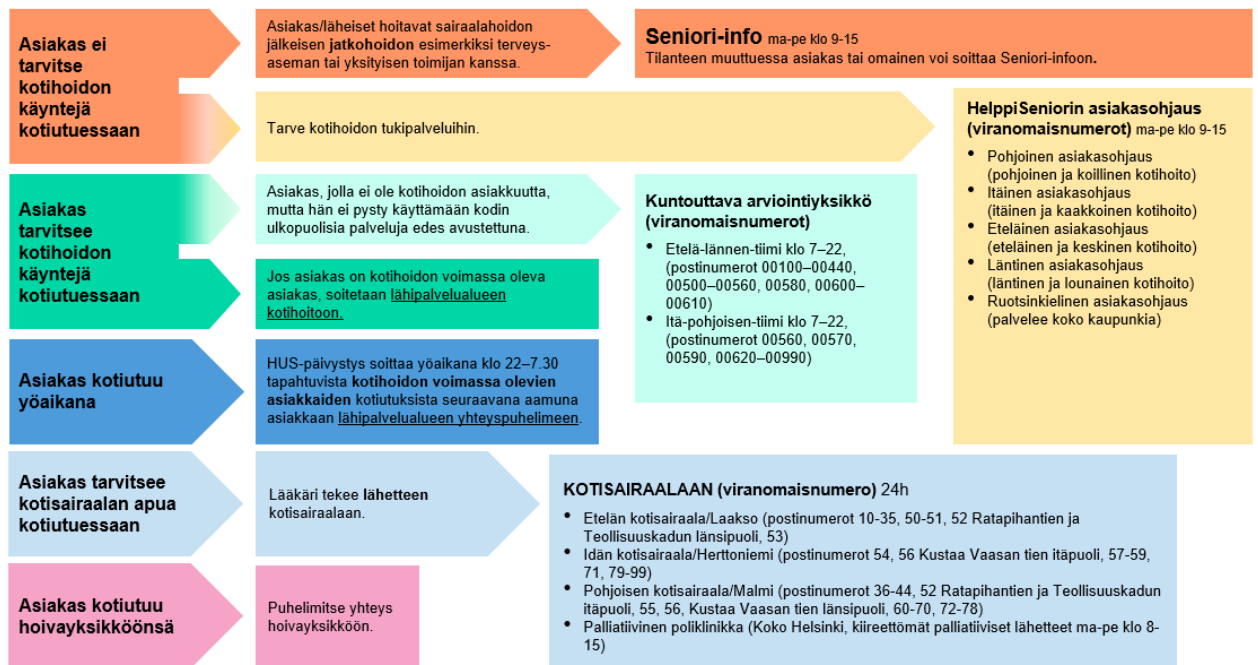 Asiakas ei
tarvitse
kotihoidon
käyntejä
kotiutuessaan
Asiakas/läheiset hoitavat sairaalahoidon
jälkeisen jatkohoidon esimerkiksi terveys-
aseman tai yksityisen toimijan kanssa.
Seniori-info ma-pe klo 9-15
Tilanteen muuttuessa asiakas tai omainen voi soittaa Seniori-infoon.
Tarve kotihoidon tukipalveluihin.
HelppiSeniorin asiakasohjaus
(viranomaisnumerot) ma-pe klo 9-15
• Pohjoinen asiakasohjaus
(pohjoinen ja koillinen kotihoito)
• Itäinen asiakasohjaus
(itäinen ja kaakkoinen kotihoito)
• Eteläinen asiakasohjaus
(eteläinen ja keskinen kotihoito)
• Läntinen asiakasohjaus
(läntinen ja lounainen kotihoito)
• Ruotsinkielinen asiakasohjaus
(palvelee koko kaupunkia)
Asiakas
tarvitsee
kotihoidon
käyntejä
kotiutuessaan
Asiakas, jolla ei ole kotihoidon asiakkuutta,
mutta hän ei pysty käyttämään kodin
ulkopuolisia palveluja edes avustettuna.
Kuntouttava arviointiyksikkö
(viranomaisnumerot)
• Etelä-lännen-tiimi klo 7–22,
(postinumerot 00100–00440,
00500–00560, 00580, 00600–
00610)
• Itä-pohjoisen-tiimi klo 7–22,
(postinumerot 00560, 00570,
00590, 00620–00990)
Jos asiakas on kotihoidon voimassa oleva
asiakas, soitetaan lähipalvelualueen
kotihoitoon.
Asiakas kotiutuu
yöaikana
HUS-päivystys soittaa yöaikana klo 22–7.30
tapahtuvista kotihoidon voimassa olevien
asiakkaiden kotiutuksista seuraavana aamuna
asiakkaan lähipalvelualueen yhteyspuhelimeen.
Asiakas tarvitsee
kotisairaalan apua
kotiutuessaan
Lääkäri tekee lähetteen
kotisairaalaan.
KOTISAIRAALAAN (viranomaisnumero) 24h
• Etelän kotisairaala/Laakso (postinumerot 10-35, 50-51, 52 Ratapihantien ja
Teollisuuskadun länsipuoli, 53)
• Idän kotisairaala/Herttoniemi (postinumerot 54, 56 Kustaa Vaasan tien itäpuoli, 57-59,
71, 79-99)
• Pohjoisen kotisairaala/Malmi (postinumerot 36-44, 52 Ratapihantien ja Teollisuuskadun
itäpuoli, 55, 56, Kustaa Vaasan tien länsipuoli, 60-70, 72-78)
• Palliatiivinen poliklinikka (Koko Helsinki, kiireettömät palliatiiviset lähetteet ma-pe klo 8-
15)
Asiakas kotiutuu
hoivayksikköönsä
Puhelimitse yhteys
hoivayksikköön.